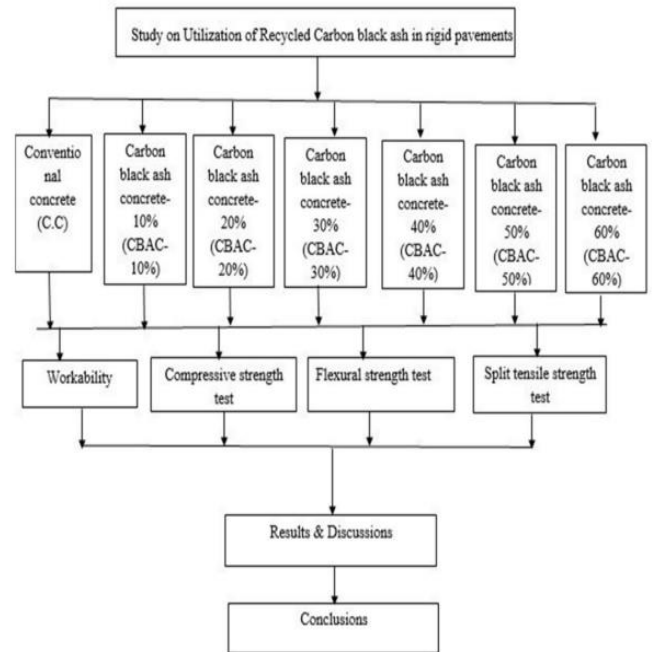 Study on Utilization of Recycled Carbon black ash in rigid pavements
Conventio
nal
concrete
(C.C)
Carbon
black ash
concrete-
10%
(CBAC-
10%)
Carbon
black ash
concrete-
20%
(CBAC-
20%)
Carbon
black ash
concrete-
30%
(CBAC-
30%)
Carbon
black ash
concrete-
40%
(CBAC-
40%)
Carbon
black ash
concrete-
50%
(CBAC-
50%)
Carbon
black ash
concrete-
60%
(CBAC-
60%)
Workability
Compressive strength
test
Flexural strength test
Split tensile strength
test
Results & Discussions
Conclusions